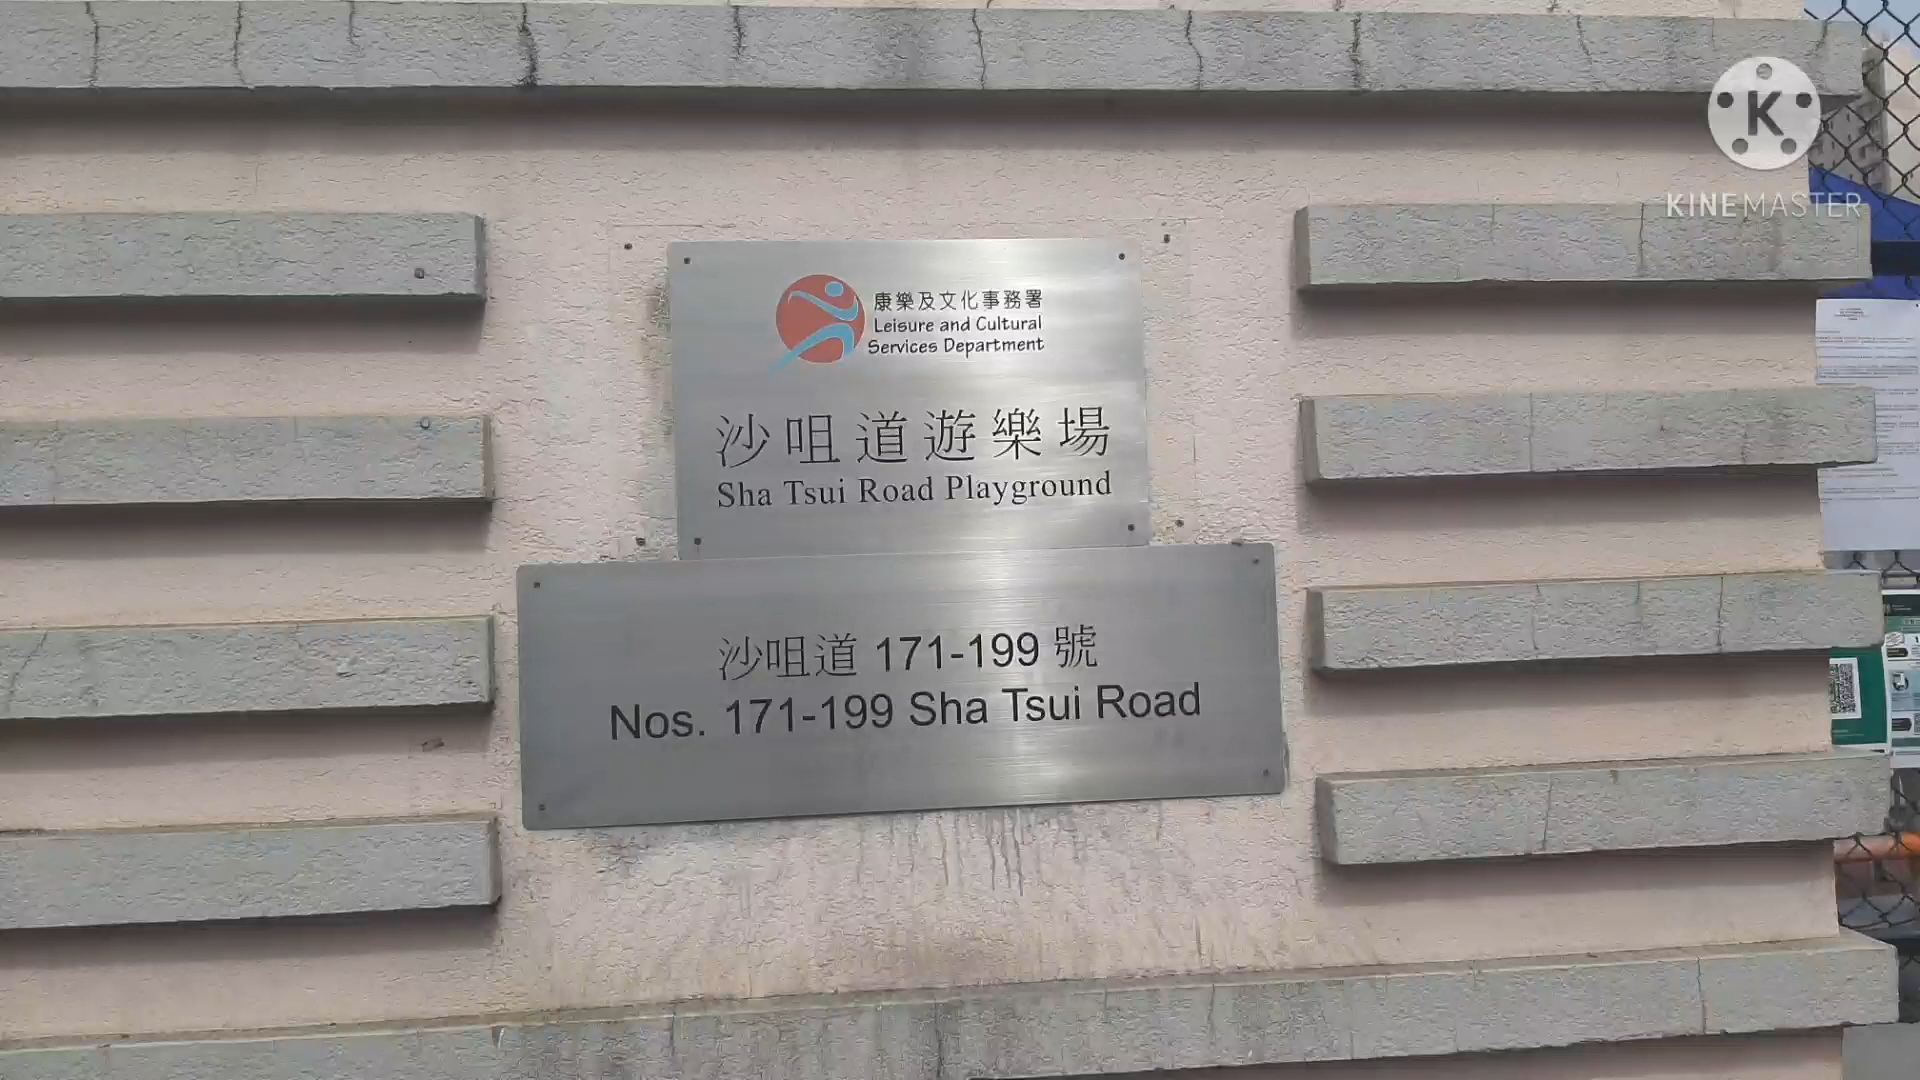 K
KINEMASTER
康樂及文化事務署
Leisure and Cultural
Services Department
沙咀道遊樂場
Sha Tsui Road Playground
沙咀道 171-199 號
Nos. 171-199 Sha Tsui Road